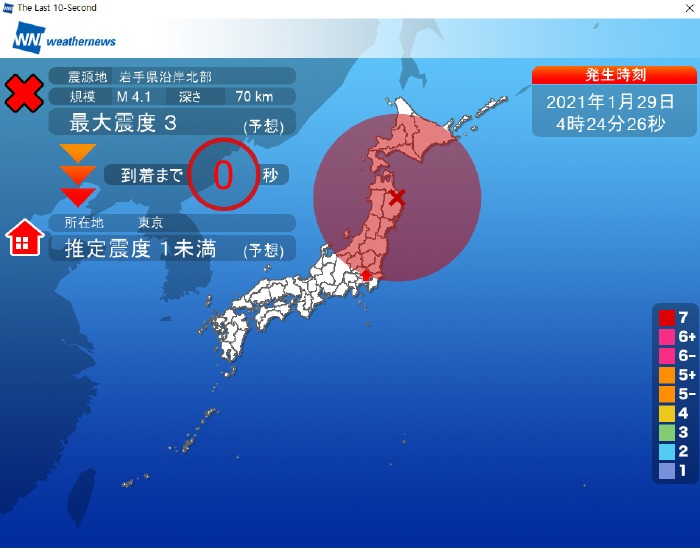 The Last 10-Second
WNI weathernews
震源地 岩手県沿岸北部
規模 M 4.1 深さ 70 km
最大震度 3 (予想)
到着まで 0 秒
所在地 東京
推定震度 1未満 (予想)
発生時刻
2021年1月29日
4時24分26秒
7
6+
6-
5+
5-
4
3
2
1